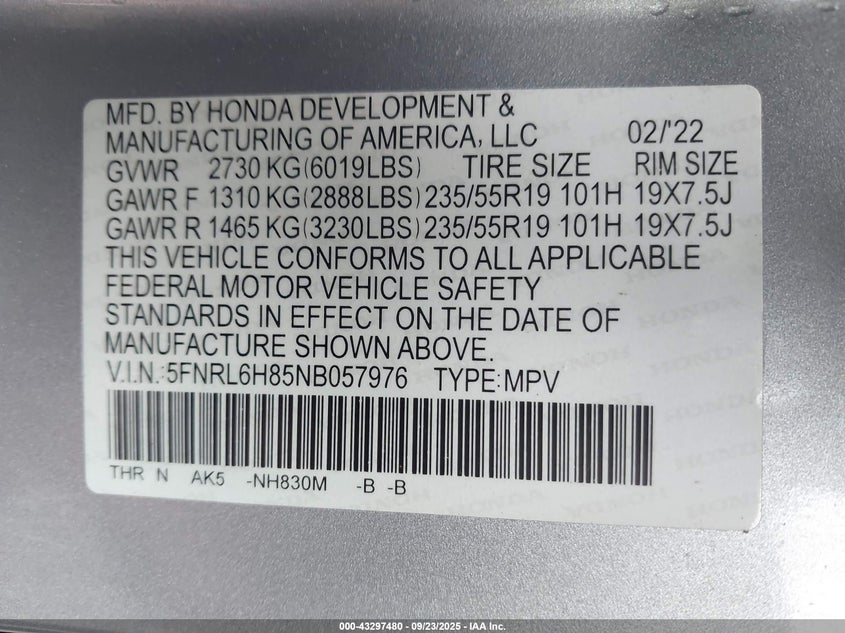 MFD. BY HONDA DEVELOPMENT &
MANUFACTURING OF AMERICA, LLC 02/'22
GVWR 2730 KG(6019LBS) TIRE SIZE RIM SIZE
GAWR F 1310 KG(2888LBS) 235/55R19 101H 19X7.5J
GAWR R 1465 KG(3230LBS) 235/55R19 101H 19X7.5J
THIS VEHICLE CONFORMS TO ALL APPLICABLE
FEDERAL MOTOR VEHICLE SAFETY
STANDARDS IN EFFECT ON THE DATE OF
MANUFACTURE SHOWN ABOVE.
V.I.N.:5FNRL6H85NB057976 TYPE:MPV
THR N AK5 -NH830M -B -B
000-43297480 - 09/23/2025 - IAA Inc.